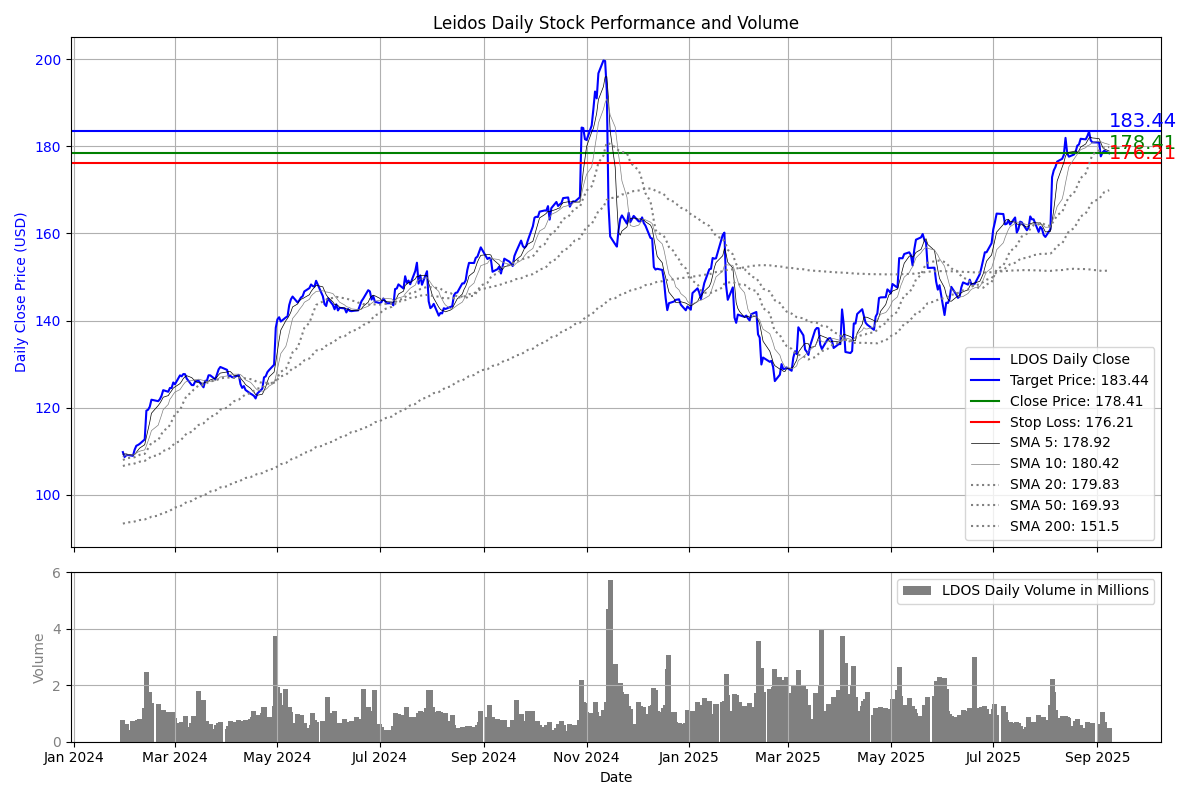 Leidos Daily Stock Performance and Volume
Daily Close Price (USD)
200
180
160
140
120
100
183.44
178.41
176.21
LDOS Daily Close
Target Price: 183.44
Close Price: 178.41
Stop Loss: 176.21
SMA 5: 178.92
SMA 10: 180.42
SMA 20: 179.83
SMA 50: 169.93
SMA 200: 151.5
Volume
6
4
2
0
LDOS Daily Volume in Millions
Jan 2024 Mar 2024 May 2024 Jul 2024 Sep 2024 Nov 2024 Jan 2025 Mar 2025 May 2025 Jul 2025 Sep 2025
Date